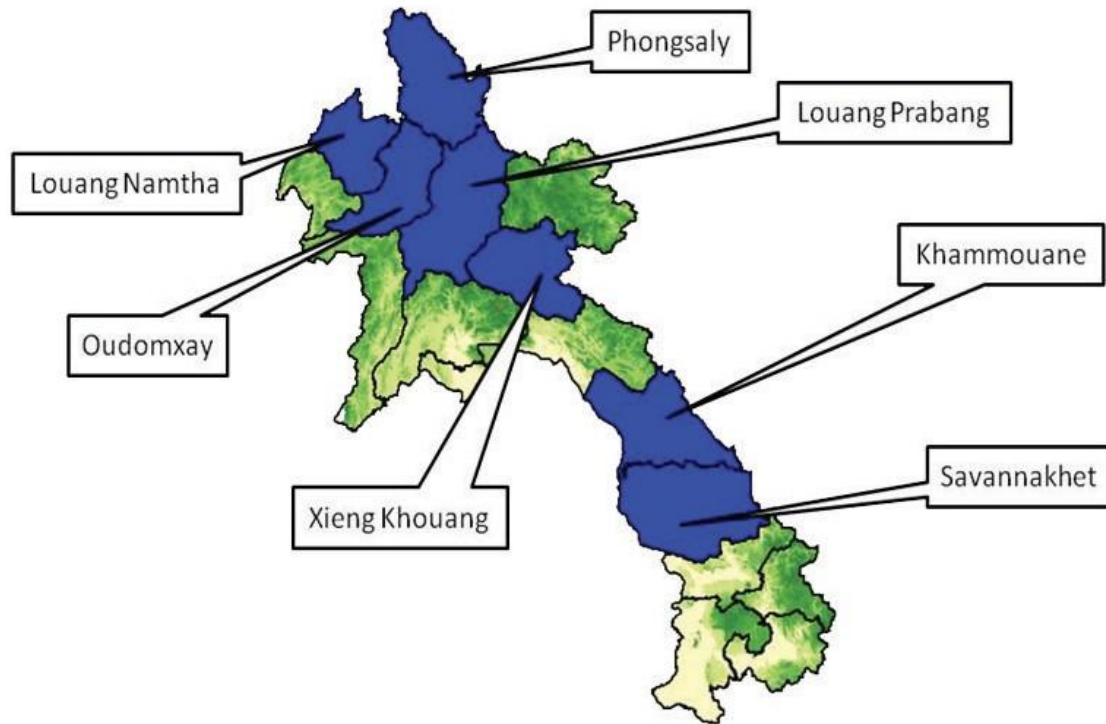 Phongsaly
Louang Prabang
Louang Namtha
Khammouane
Oudomxay
Savannakhet
Xieng Khouang